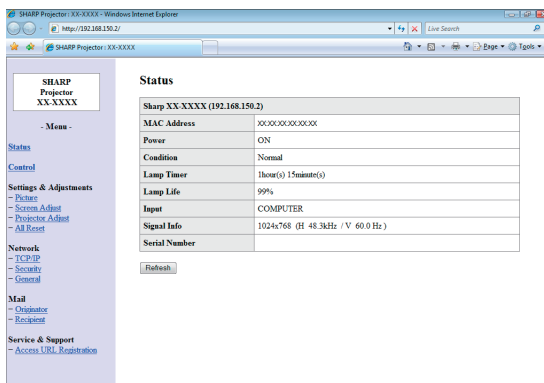 SHARP Projector : XX-XXXX - Windows Internet Explorer
http://192.168.150.2/
Live Search
SHARP Projector : XX-XXXX
Page
Tools
SHARP
Projector
XX-XXXX
- Menu -
Status
Control
Settings & Adjustments
– Picture
– Screen Adjust
– Projector Adjust
– All Reset
Network
– TCP/IP
– Security
– General
Mail
– Originator
– Recipient
Service & Support
– Access URL Registration
Status
Sharp XX-XXXX (192.168.150.2)
MAC Address XX:XX:XX:XX:XX:XX
Power ON
Condition Normal
Lamp Timer 1hour(s) 15minute(s)
Lamp Life 99%
Input COMPUTER
Signal Info 1024x768 (H 48.3kHz / V 60.0 Hz )
Serial Number
Refresh